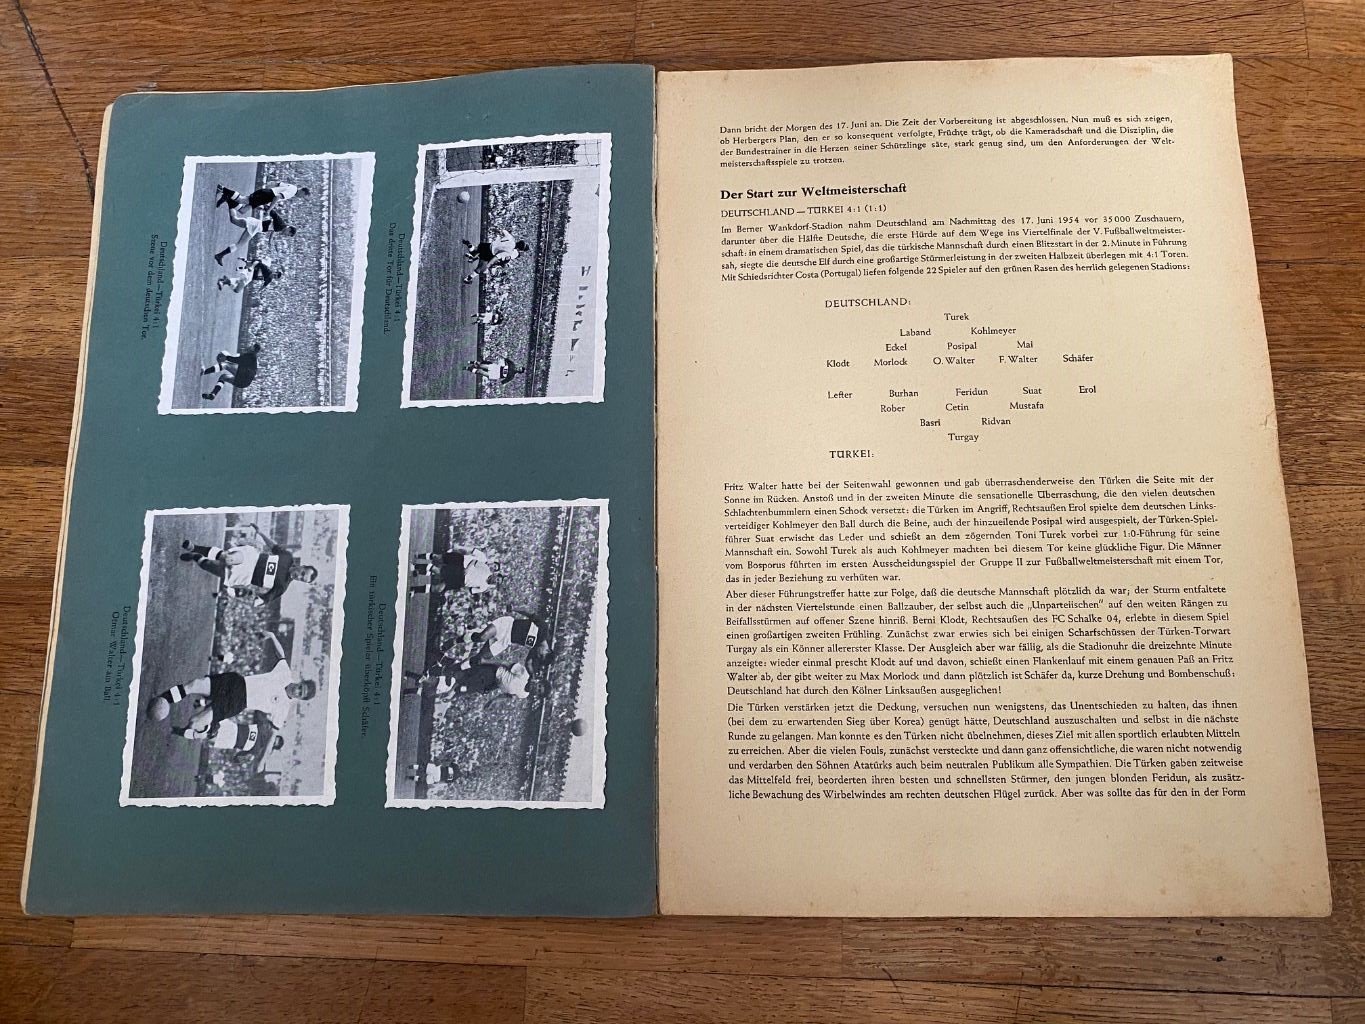 Deutschland—Türkei 4:1
Szene vor dem deutschen Tor.
Deutschland—Türkei 4:1
Das dritte Tor für Deutschland.
Deutschland—Türkei 4:1
Otmar Walter am Ball
Deutschland—Türkei 4:1
Ein türkischer Spieler überköpft Schäfer.
Dann bricht der Morgen des 17. Juni an. Die Zeit der Vorbereitung ist abgeschlossen. Nun muß es sich zeigen,
ob Herbergers Plan, den er so konsequent verfolgte, Früchte trägt, ob die Kameradschaft und die Disziplin, die
der Bundestrainer in die Herzen seiner Schützlinge säte, stark genug sind, um den Anforderungen der Welt-
meisterschaftsspiele zu trotzen.
Der Start zur Weltmeisterschaft
DEUTSCHLAND — TÜRKEI 4:1 (1:1)
Im Berner Wankdorf-Stadion nahm Deutschland am Nachmittag des 17. Juni 1954 vor 35000 Zuschauern,
darunter über die Hälfte Deutsche, die erste Hürde auf dem Wege ins Viertelfinale der V. Fußballweltmeister-
schaft: in einem dramatischen Spiel, das die türkische Mannschaft durch einen Blitzstart in der 2. Minute in Führung
sah, siegte die deutsche Elf durch eine großartige Stürmerleistung in der zweiten Halbzeit überlegen mit 4:1 Toren.
Mit Schiedsrichter Costa (Portugal) liefen folgende 22 Spieler auf den grünen Rasen des herrlich gelegenen Stadions:
DEUTSCHLAND:
Turek
Laband Kohlmeyer
Eckel Posipal Mai
Klodt Morlock O. Walter F. Walter Schäfer
Lefter Burhan Feridun Suat Erol
Rober Cetin Mustafa
Basri Ridvan
Turgay
TÜRKEI:
Fritz Walter hatte bei der Seitenwahl gewonnen und gab überraschenderweise den Türken die Seite mit der
Sonne im Rücken. Anstoß und in der zweiten Minute die sensationelle Überraschung, die den vielen deutschen
Schlachtenbummlern einen Schock versetzt: die Türken im Angriff, Rechtsaußen Erol spielte dem deutschen Links-
verteidiger Kohlmeyer den Ball durch die Beine, auch der hinzueilende Posipal wird ausgespielt, der Türken-Spiel-
führer Suat erwische das Leder und schießt an dem zögernden Toni Turek vorbei zur 1:0-Führung für seine
Mannschaft ein. Sowohl Turek als auch Kohlmeyer machten bei diesem Tor keine glückliche Figur. Die Männer
vom Bosporus führten im ersten Ausscheidungsspiel der Gruppe II zur Fußballweltmeisterschaft mit einem Tor,
das in jeder Beziehung zu verhüten war.
Aber dieser Führungstreffer hatte zur Folge, daß die deutsche Mannschaft plötzlich da war; der Sturm entfaltete
in der nächsten Viertelstunde einen Ballzauber, der selbst auch die „Unparteiischen" auf den weiten Rängen zu
Beifallsstürmen auf offener Szene hinriß. Berni Klodt, Rechtsaußen des FC Schalke 04, erlebte in diesem Spiel
einen großartigen zweiten Frühling. Zunächst zwar erwies sich bei einigen Scharfschüssen der Türken-Torwart
Turgay als ein Könner allererster Klasse. Der Ausgleich aber war fällig, als die Stadionuhr die dreizehnte Minute
anzeigte: wieder einmal prescht Klodt auf und davon, schießt einen Flankenlauf mit einem genauen Paß an Fritz
Walter ab, der gibt weiter zu Max Morlock und dann plötzlich ist Schäfer da, kurze Drehung und Bombenschuß:
Deutschland hat durch den Kölner Linksaußen ausgeglichen!
Die Türken verstärken jetzt die Deckung, versuchen nun wenigstens, das Unentschieden zu halten, das ihnen
(bei dem zu erwartenden Sieg über Korea) genügt hätte, Deutschland auszuschalten und selbst in die nächste
Runde zu gelangen. Man konnte es den Türken nicht übelnehmen, dieses Ziel mit allen sportlich erlaubten Mitteln
zu erreichen. Aber die vielen Fouls, zunächst versteckte und dann ganz offensichtliche, die waren nicht notwendig
und verdarben den Söhnen Atatürks auch beim neutralen Publikum alle Sympathien. Die Türken gaben zeitweise
das Mittelfeld frei, beorderten ihren besten und schnellsten Stürmer, den jungen blonden Feridun, als zusätz-
liche Bewachung des Wirbelwindes am rechten deutschen Flügel zurück. Aber was sollte das für den in der Form